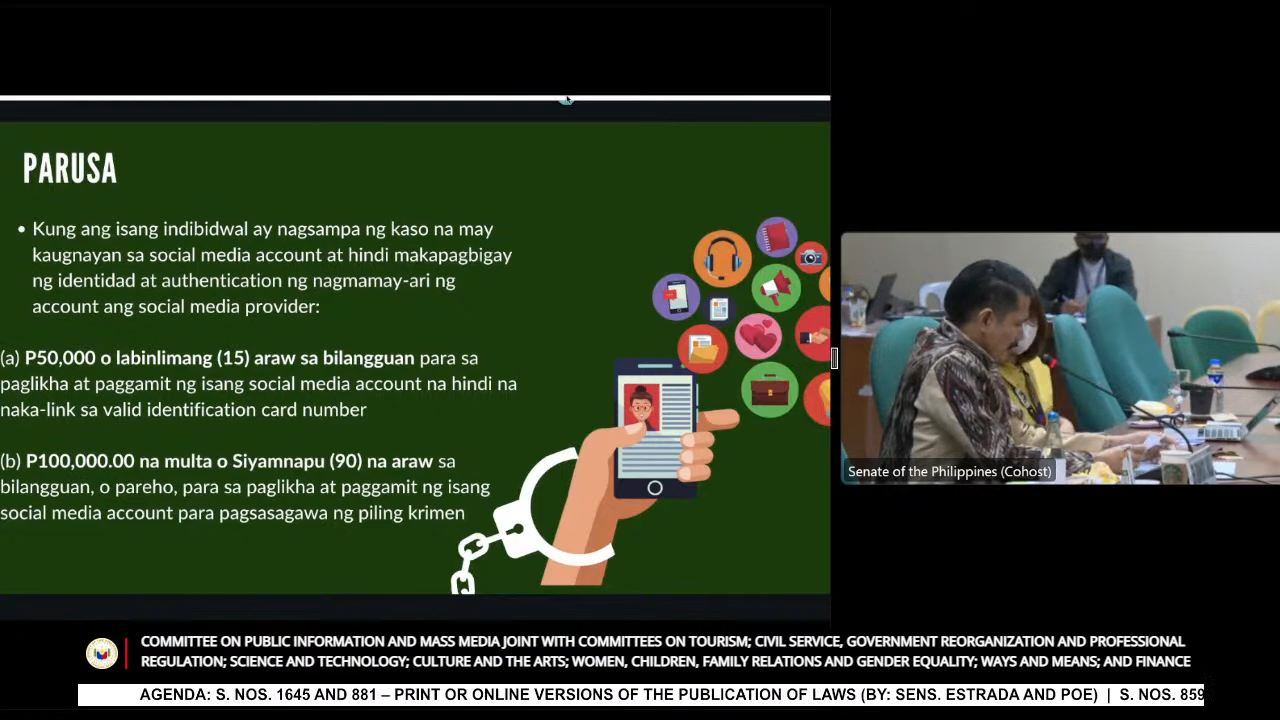 PARUSA
• Kung ang isang indibidwal ay nagsampa ng kaso na may
kaugnayan sa social media account at hindi makapagbigay
ng identidad at authentication ng nagmamay-ari ng
account ang social media provider:
(a) P50,000 o labinlimang (15) araw sa bilangguan para sa
paglikha at paggamit ng isang social media account na hindi na
naka-link sa valid identification card number
(b) P100,000.00 na multa o Siyamnapu (90) na araw sa
bilangguan, o pareho, para sa paglikha at paggamit ng isang
social media account para pagsasagawa ng piling krimen
Senate of the Philippines (Cohost)
COMMITTEE ON PUBLIC INFORMATION AND MASS MEDIA JOINT WITH COMMITTEES ON TOURISM; CIVIL SERVICE, GOVERNMENT REORGANIZATION AND PROFESSIONAL
REGULATION; SCIENCE AND TECHNOLOGY; CULTURE AND THE ARTS; WOMEN, CHILDREN, FAMILY RELATIONS AND GENDER EQUALITY; WAYS AND MEANS; AND FINANCE
AGENDA: S. NOS. 1645 AND 881 – PRINT OR ONLINE VERSIONS OF THE PUBLICATION OF LAWS (BY: SENS. ESTRADA AND POE) | S. NOS. 859